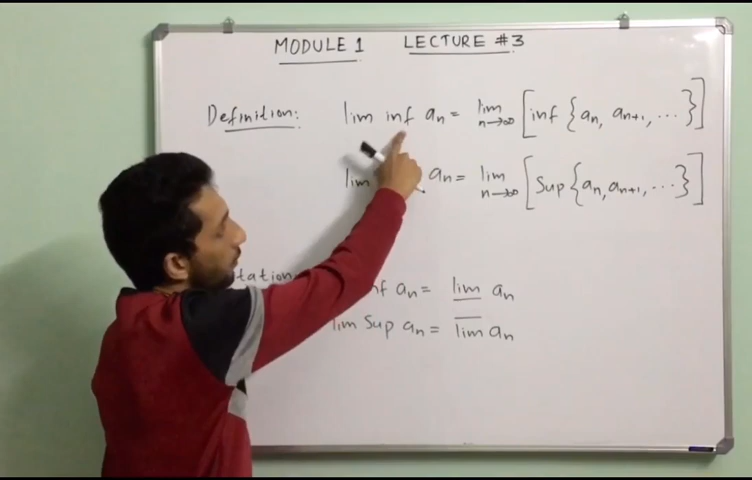 MODULE 1 LECTURE #3
Definition: lim inf aₙ = lim n→∞ [inf {aₙ, aₙ₊₁, ...}]
lim aₙ = lim n→∞ [Sup {aₙ, aₙ₊₁, ...}]
tation nf aₙ = <u>lim</u> aₙ
lim Sup aₙ = l̅i̅m̅ aₙ